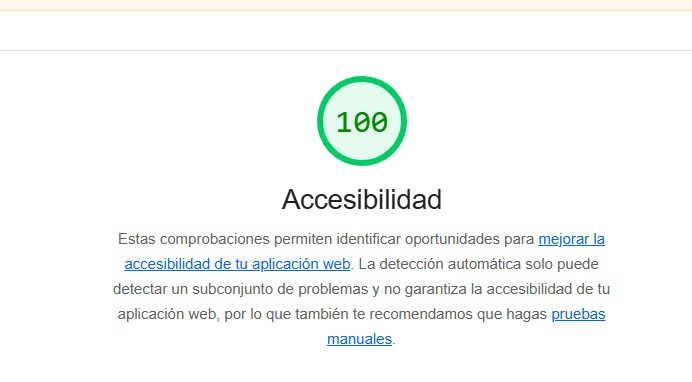 100
Accesibilidad
Estas comprobaciones permiten identificar oportunidades para mejorar la
accesibilidad de tu aplicación web. La detección automática solo puede
detectar un subconjunto de problemas y no garantiza la accesibilidad de tu
aplicación web, por lo que también te recomendamos que hagas pruebas
manuales.